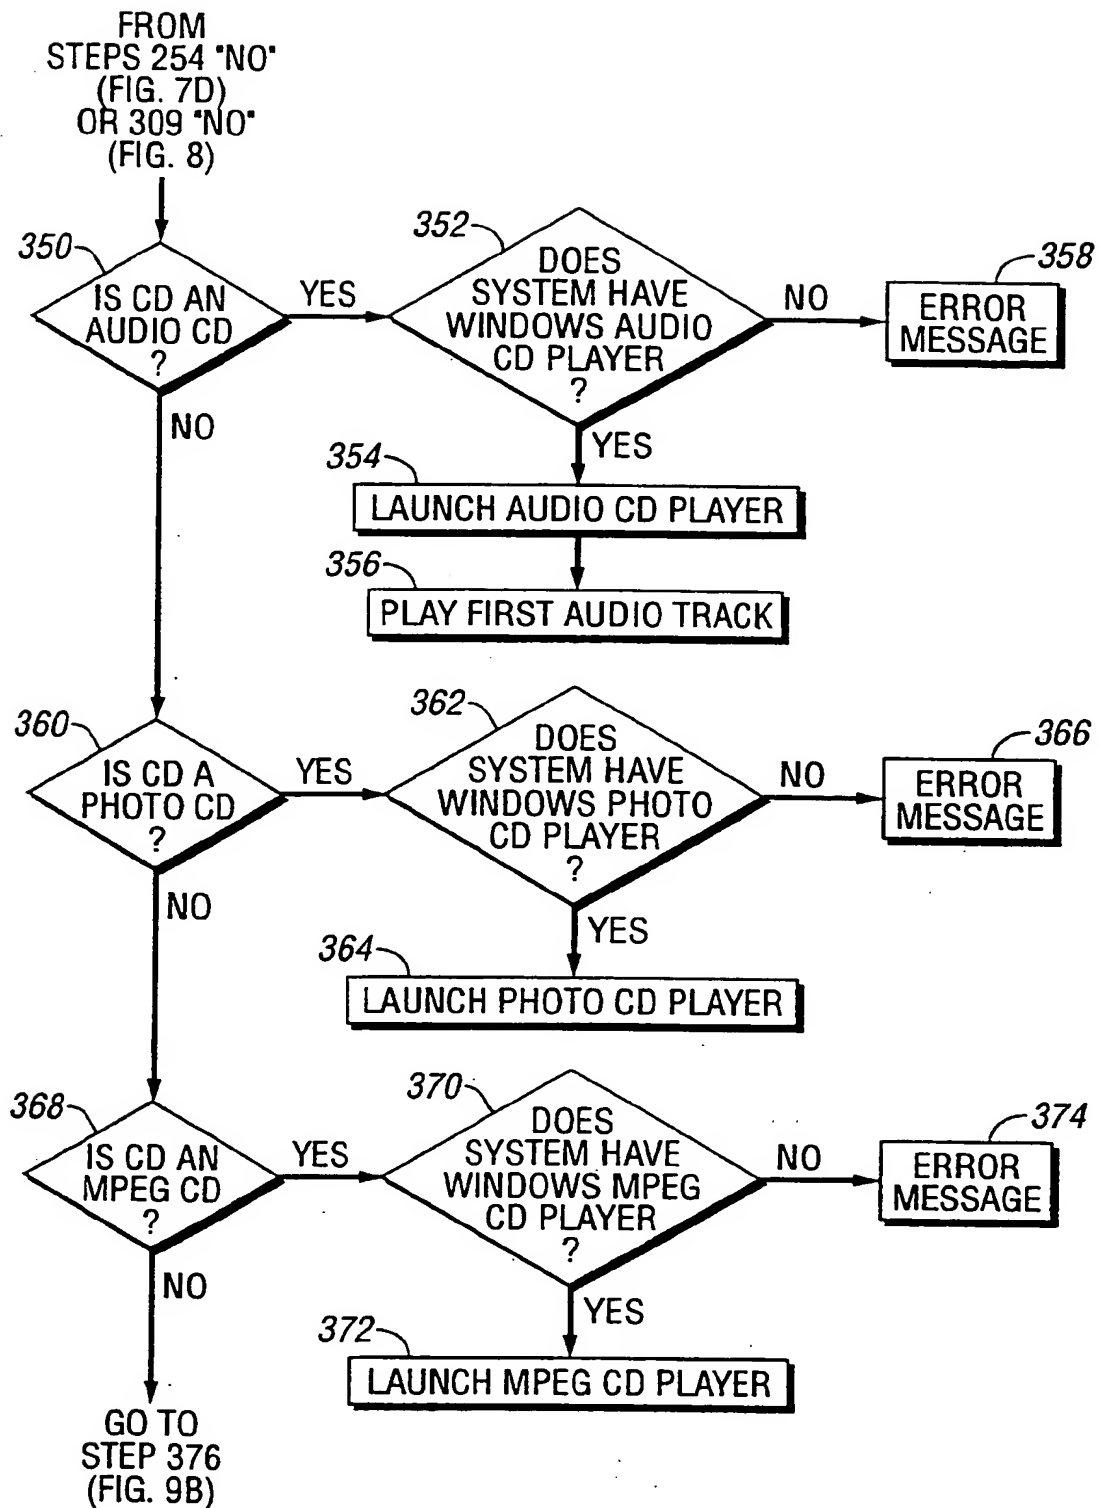 FROM
STEPS 254 "NO"
(FIG. 7D)
OR 309 "NO"
(FIG. 8)
350
IS CD AN
AUDIO CD
?
YES
NO
352
DOES
SYSTEM HAVE
WINDOWS AUDIO
CD PLAYER
?
NO
YES
358
ERROR
MESSAGE
354
LAUNCH AUDIO CD PLAYER
356
PLAY FIRST AUDIO TRACK
360
IS CD A
PHOTO CD
?
YES
NO
362
DOES
SYSTEM HAVE
WINDOWS PHOTO
CD PLAYER
?
NO
YES
366
ERROR
MESSAGE
364
LAUNCH PHOTO CD PLAYER
368
IS CD AN
MPEG CD
?
YES
NO
370
DOES
SYSTEM HAVE
WINDOWS MPEG
CD PLAYER
?
NO
YES
374
ERROR
MESSAGE
372
LAUNCH MPEG CD PLAYER
GO TO
STEP 376
(FIG. 9B)